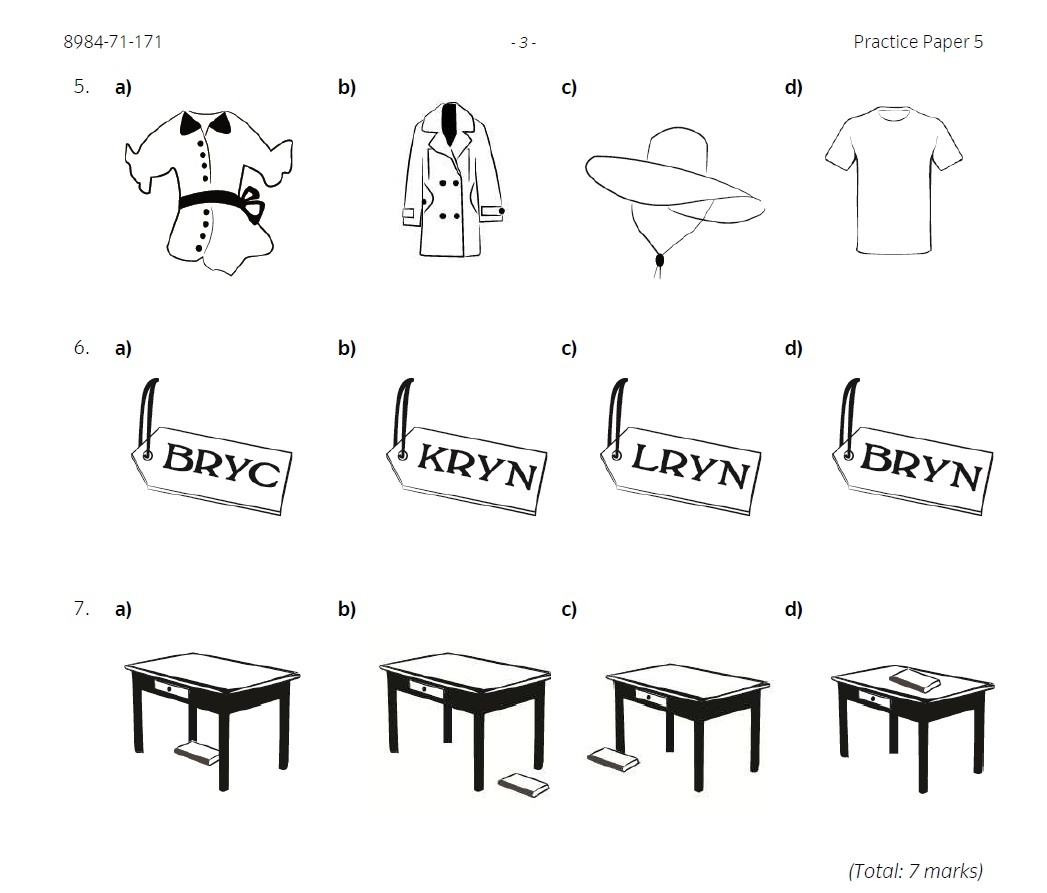 8984-71-171 - 3 - Practice Paper 5
5. a) b) c) d)
6. a) b) c) d)
BRYC KRYN LRYN BRYN
7. a) b) c) d)
(Total: 7 marks)